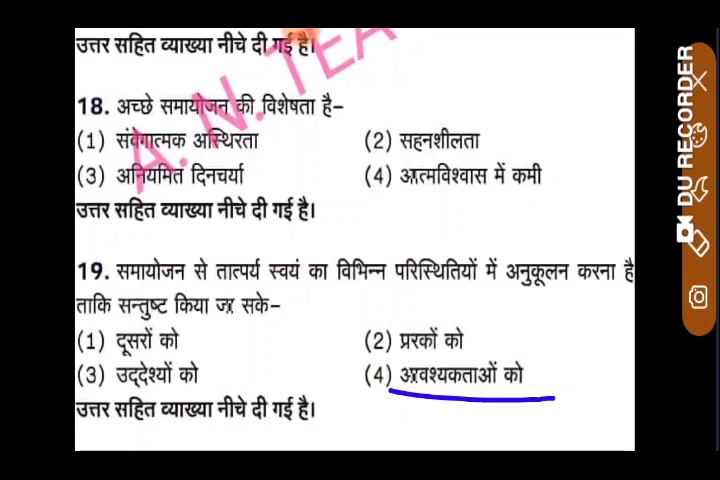 उत्तर सहित व्याख्या नीचे दी गई है।
A. N. TEA
18. अच्छे समायोजन की विशेषता है–
(1) संवेगात्मक अस्थिरता (2) सहनशीलता
(3) अनियमित दिनचर्या (4) आत्मविश्वास में कमी
उत्तर सहित व्याख्या नीचे दी गई है।
19. समायोजन से तात्पर्य स्वयं का विभिन्न परिस्थितियों में अनुकूलन करना है
ताकि सन्तुष्ट किया जा सके–
(1) दूसरों को (2) प्ररकों को
(3) उद्देश्यों को (4) आवश्यकताओं को
उत्तर सहित व्याख्या नीचे दी गई है।
DU RECORDER